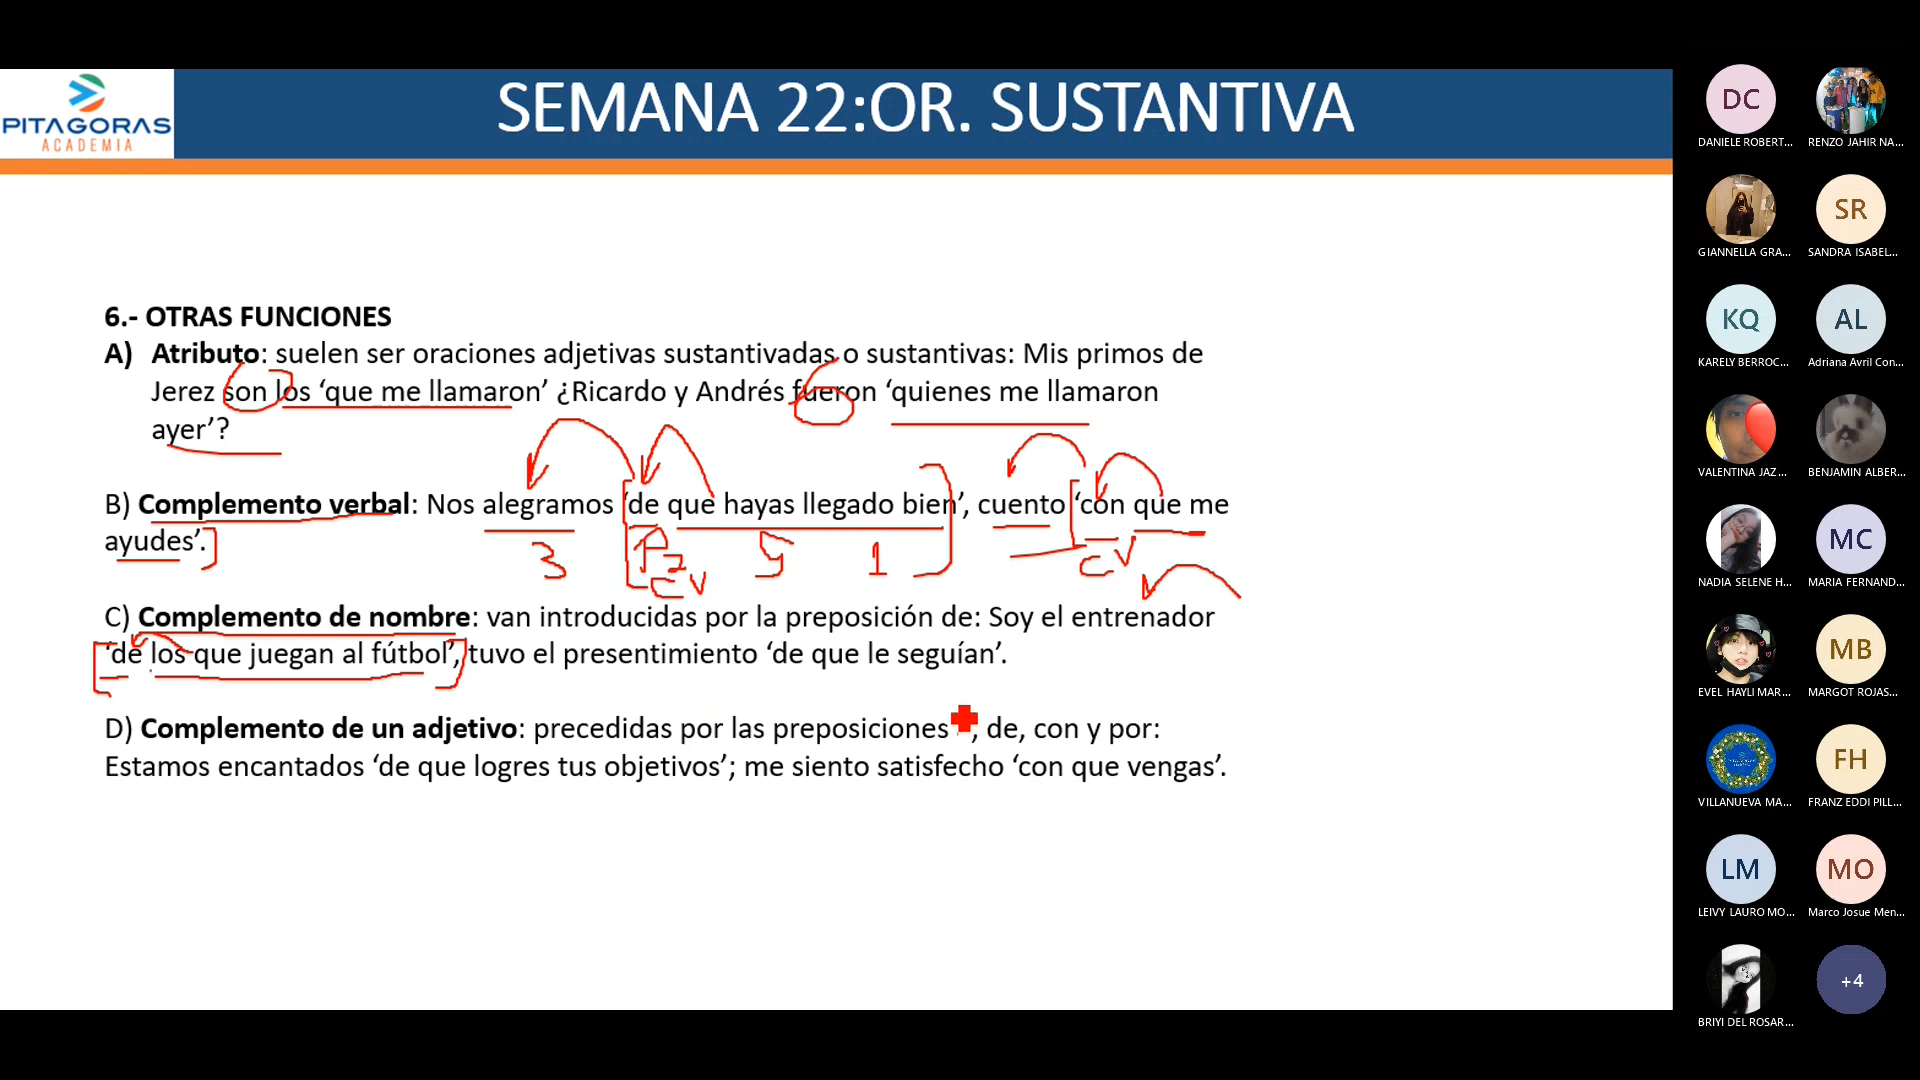 PITAGORAS
ACADEMIA
SEMANA 22:OR. SUSTANTIVA
6.- OTRAS FUNCIONES
A) Atributo: suelen ser oraciones adjetivas sustantivadas o sustantivas: Mis primos de
Jerez son los ‘que me llamaron’ ¿Ricardo y Andrés fueron ‘quienes me llamaron
ayer’?
B) Complemento verbal: Nos alegramos ‘de que hayas llegado bien’, cuento ‘con que me
ayudes’.
3
1
CV
CV
C) Complemento de nombre: van introducidas por la preposición de: Soy el entrenador
‘de los que juegan al fútbol’, tuvo el presentimiento ‘de que le seguían’.
D) Complemento de un adjetivo: precedidas por las preposiciones , de, con y por:
Estamos encantados ‘de que logres tus objetivos’; me siento satisfecho ‘con que vengas’.
DC
DANIELE ROBERT...
RENZO JAHIR NA...
GIANNELLA GRA...
SR
SANDRA ISABEL...
KQ
KARELY BERROC...
AL
Adriana Avril Con...
VALENTINA JAZ...
BENJAMIN ALBER...
NADIA SELENE H...
MC
MARIA FERNAND...
EVEL HAYLI MAR...
MB
MARGOT ROJAS...
VILLANUEVA MA...
FH
FRANZ EDDI PILL...
LM
LEIVY LAURO MO...
MO
Marco Josue Men...
BRIYI DEL ROSAR...
+4